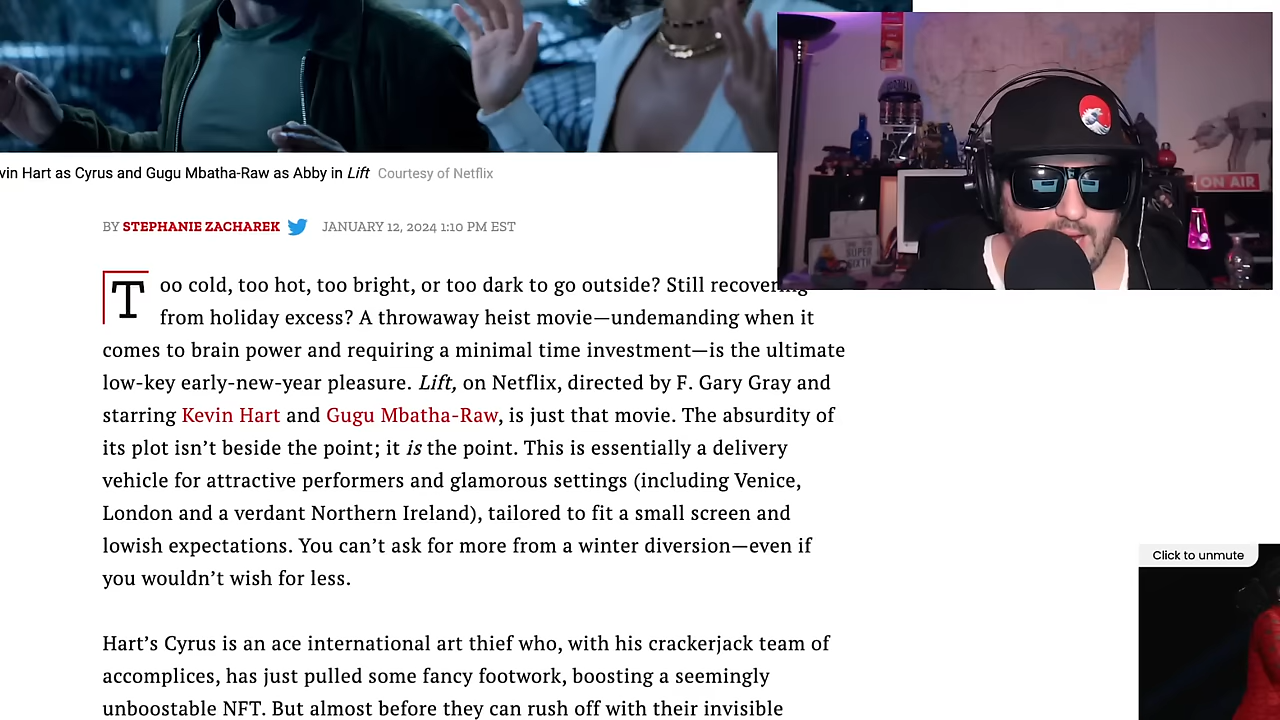 vin Hart as Cyrus and Gugu Mbatha-Raw as Abby in Lift Courtesy of Netflix
ON AIR
BY STEPHANIE ZACHAREK JANUARY 12, 2024 1:10 PM EST
Too cold, too hot, too bright, or too dark to go outside? Still recovering
from holiday excess? A throwaway heist movie—undemanding when it
comes to brain power and requiring a minimal time investment—is the ultimate
low-key early-new-year pleasure. Lift, on Netflix, directed by F. Gary Gray and
starring Kevin Hart and Gugu Mbatha-Raw, is just that movie. The absurdity of
its plot isn’t beside the point; it is the point. This is essentially a delivery
vehicle for attractive performers and glamorous settings (including Venice,
London and a verdant Northern Ireland), tailored to fit a small screen and
lowish expectations. You can’t ask for more from a winter diversion—even if
you wouldn’t wish for less.
Click to unmute
Hart’s Cyrus is an ace international art thief who, with his crackerjack team of
accomplices, has just pulled some fancy footwork, boosting a seemingly
unboostable NFT. But almost before they can rush off with their invisible